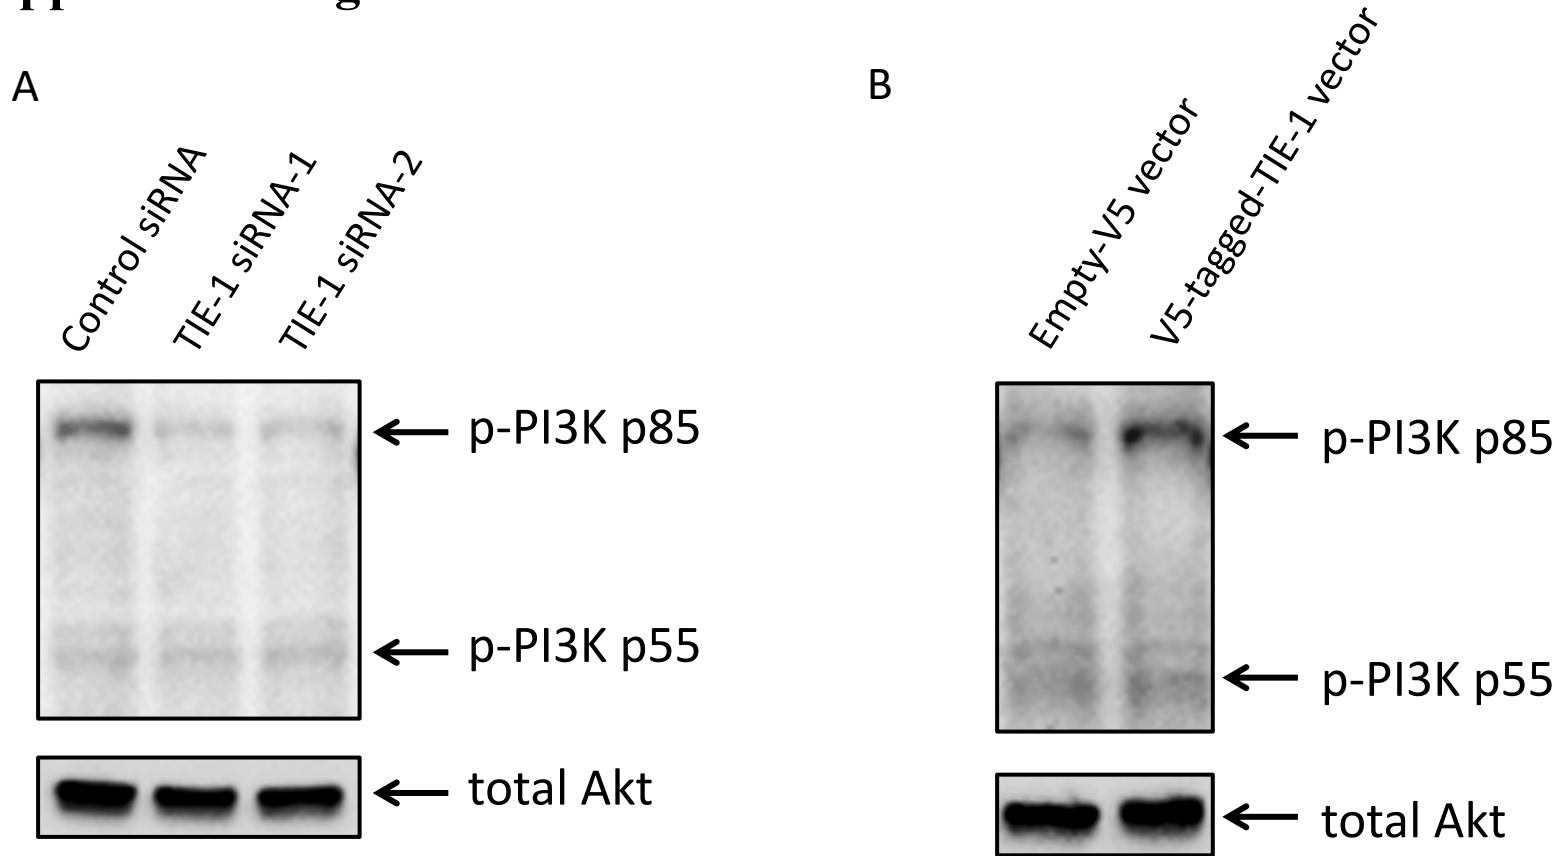 A
B
Control siRNA
TIE-1 siRNA-1
TIE-1 siRNA-2
Empty-V5 vector
V5-tagged-TIE-1 vector
p-PI3K p85
p-PI3K p85
p-PI3K p55
p-PI3K p55
total Akt
total Akt